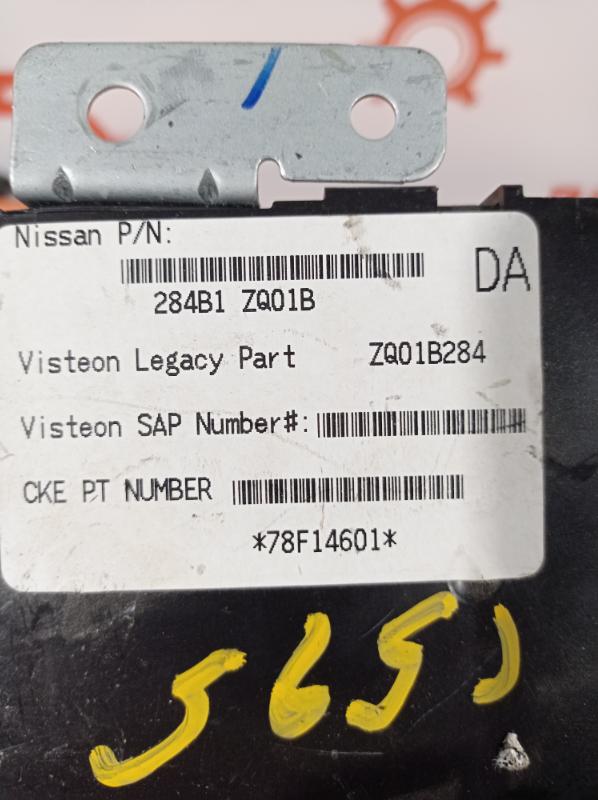 Nissan P/N:
DA
284B1 ZQ01B
Visteon Legacy Part ZQ01B284
Visteon SAP Number#:
CKE PT NUMBER
*78F14601*
5651